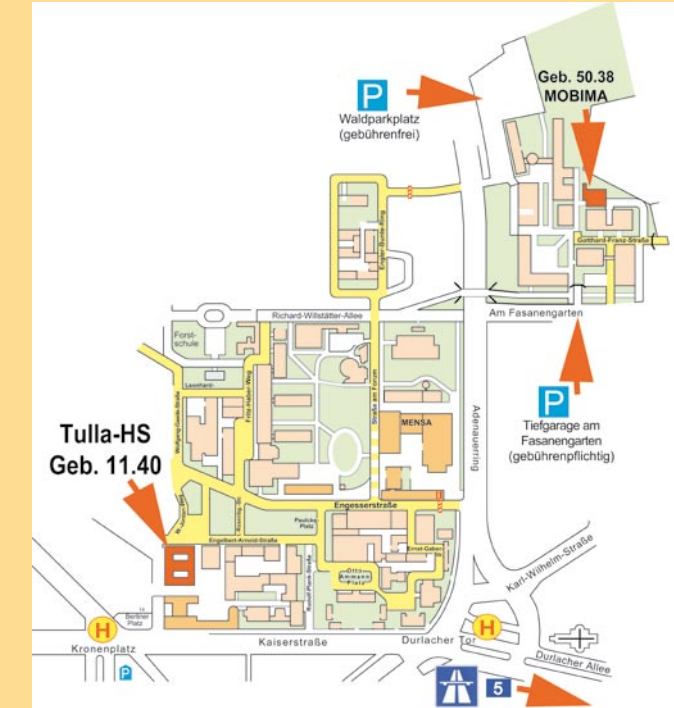 Geb. 50.38
MOBIMA
P
Waldparkplatz
(gebührenfrei)
Engler-Bunte-Ring
Gotthard-Franz-Straße
Richard-Willstätter-Allee
Am Fasanengarten
Forst-
schule
Leonhard-
Fritz-Haber-Weg
Wolfgang-Gaede-Straße
Straße am Forum
MENSA
Adenauerring
P
Tiefgarage am
Fasanengarten
(gebührenpflichtig)
Tulla-HS
Geb. 11.40
Engesserstraße
Paulcke-
Platz
Engelbert-Arnold-Straße
Otto
Ammann
Platz
Karl-Wilhelm-Straße
Berliner
Platz
H
Kronenplatz
Kaiserstraße
Durlacher Tor
H
Durlacher Allee
P
5